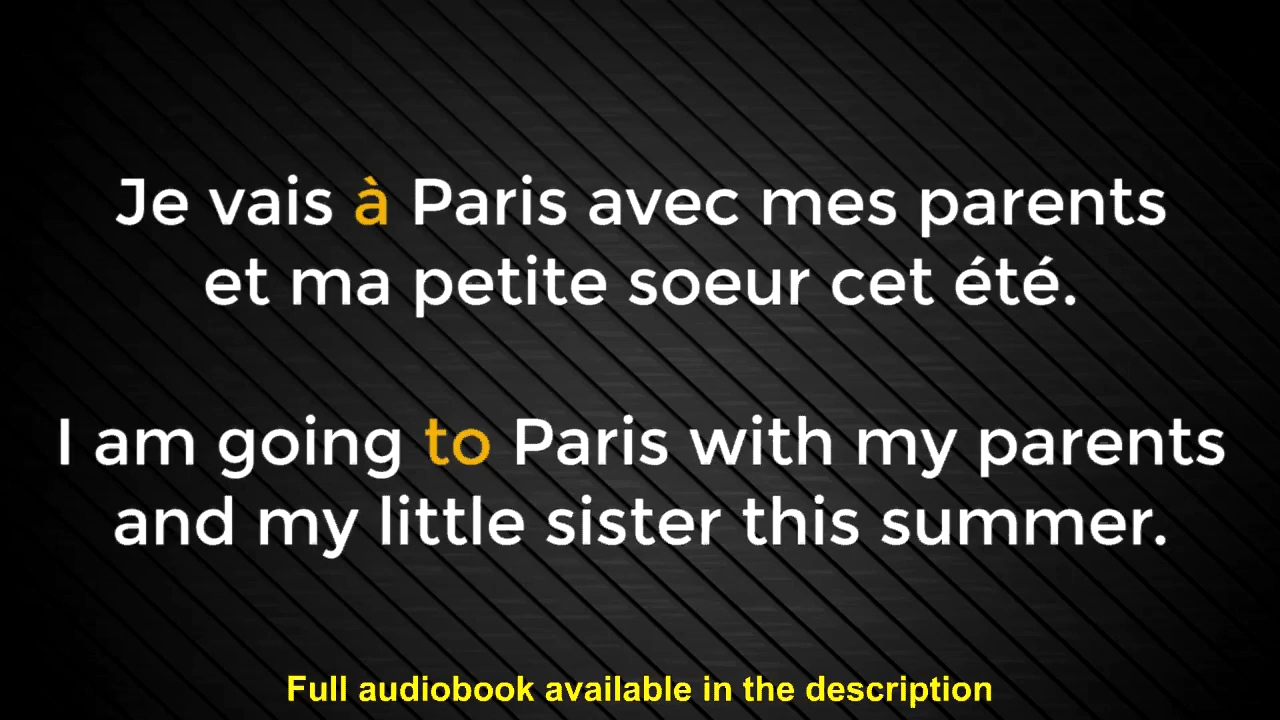 Je vais à Paris avec mes parents
et ma petite soeur cet été.
I am going to Paris with my parents
and my little sister this summer.
Full audiobook available in the description